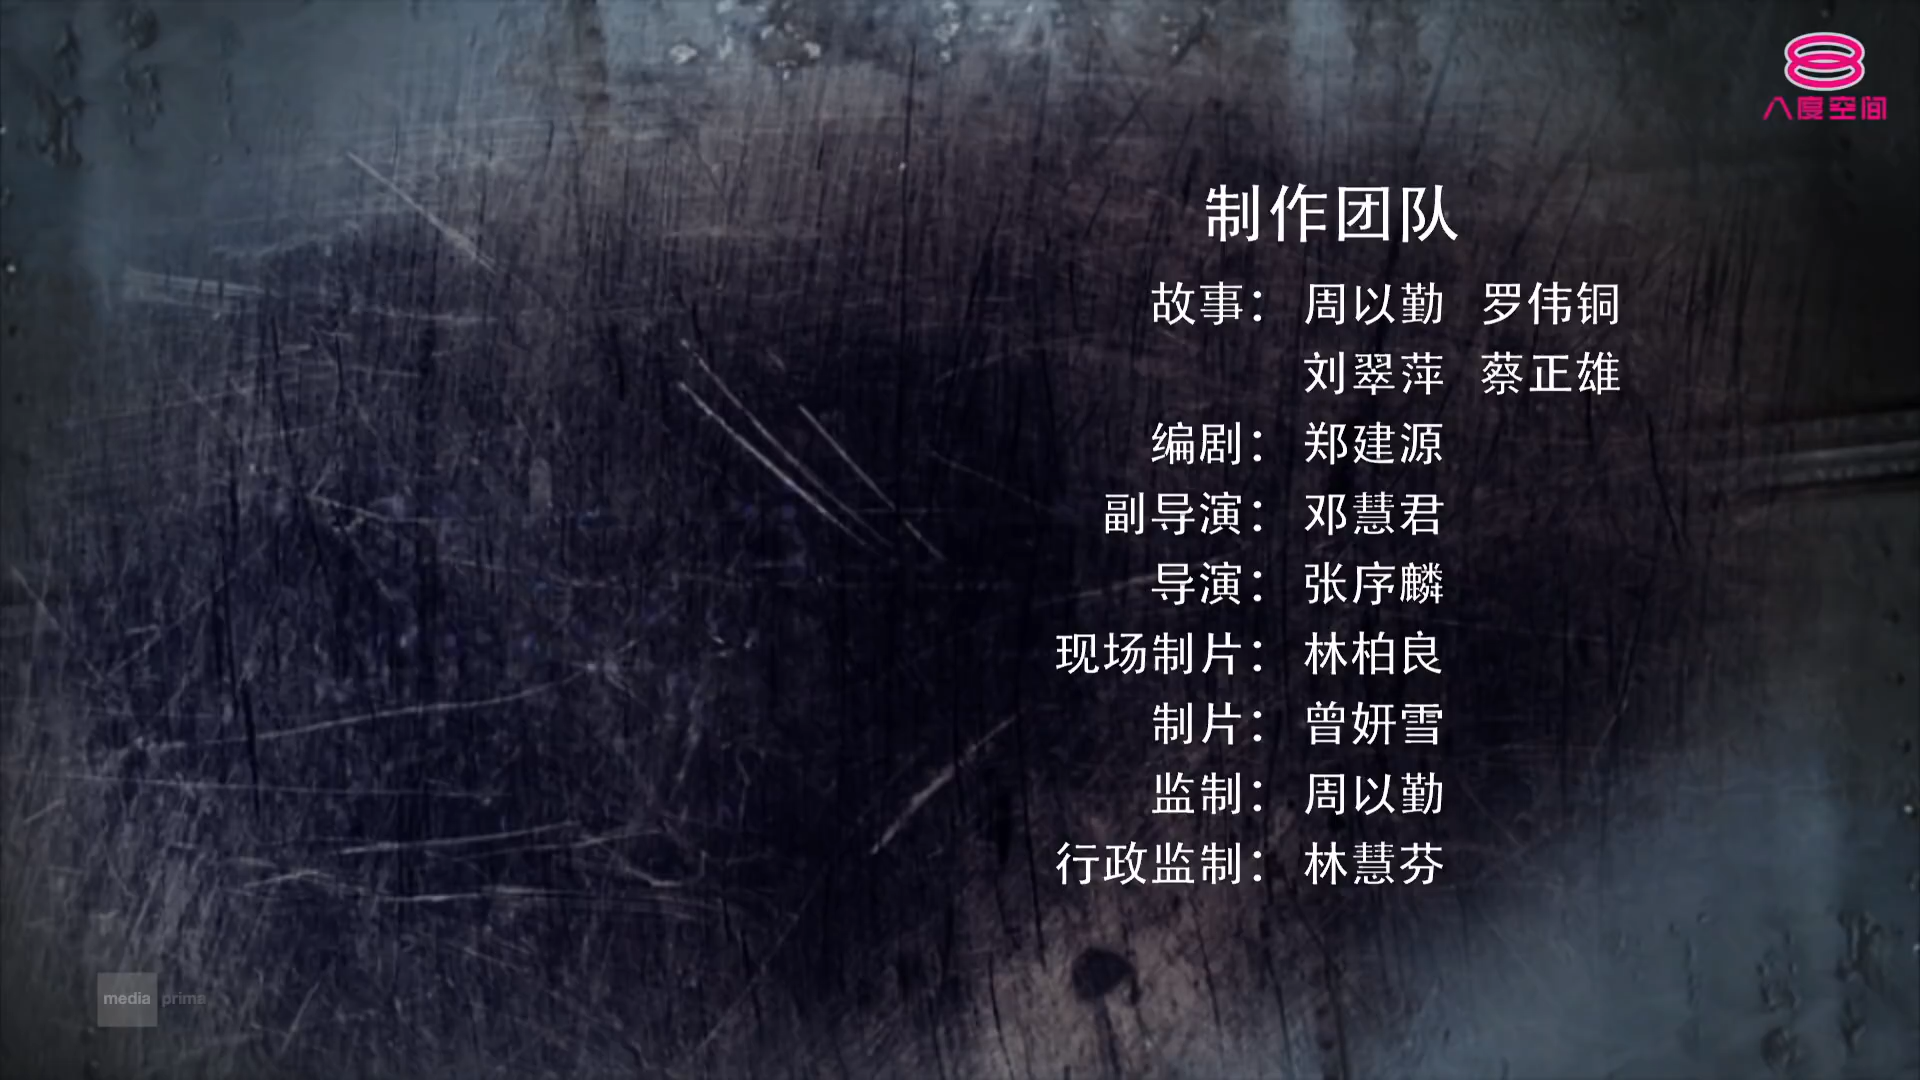 八度空间
制作团队
故事： 周以勤 罗伟铜
刘翠萍 蔡正雄
编剧： 郑建源
副导演： 邓慧君
导演： 张序麟
现场制片： 林柏良
制片： 曾妍雪
监制： 周以勤
行政监制： 林慧芬
media prima